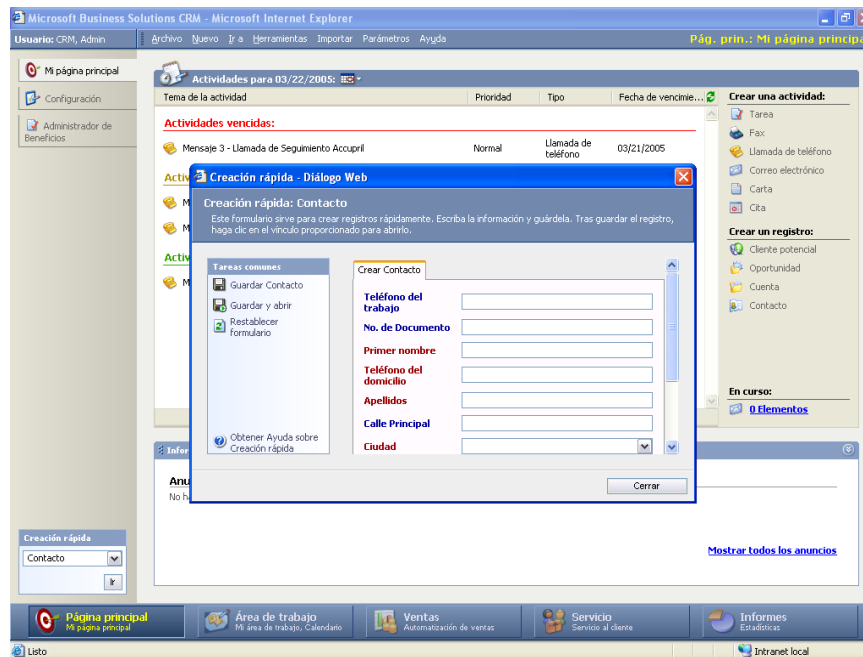 Microsoft Business Solutions CRM - Microsoft Internet Explorer
Usuario: CRM, Admin
Archivo Nuevo Ir a Herramientas Importar Parámetros Ayuda
Pág. prin.: Mi página principa
Mi página principal
Configuración
Administrador de
Beneficios
Actividades para 03/22/2005:
Tema de la actividad Prioridad Tipo Fecha de vencimie...
Actividades vencidas:
Mensaje 3 - Llamada de Seguimiento Accupril Normal Llamada de
teléfono 03/21/2005
Activ
M
M
Activ
M
Crear una actividad:
Tarea
Fax
Llamada de teléfono
Correo electrónico
Carta
Cita
Crear un registro:
Cliente potencial
Oportunidad
Cuenta
Contacto
En curso:
0 Elementos
Creación rápida - Diálogo Web
Creación rápida: Contacto
Este formulario sirve para crear registros rápidamente. Escriba la información y guárdela. Tras guardar el registro,
haga clic en el vínculo proporcionado para abrirlo.
Tareas comunes
Guardar Contacto
Guardar y abrir
Restablecer
formulario
Obtener Ayuda sobre
Creación rápida
Crear Contacto
Teléfono del
trabajo
No. de Documento
Primer nombre
Teléfono del
domicilio
Apellidos
Calle Principal
Ciudad
Cerrar
Infor
Anu
No ha
Mostrar todos los anuncios
Creación rápida
Contacto
Ir
Página principal
Mi página principal
Área de trabajo
Mi área de trabajo, Calendario
Ventas
Automatización de ventas
Servicio
Servicio al cliente
Informes
Estadísticas
Listo
Intranet local